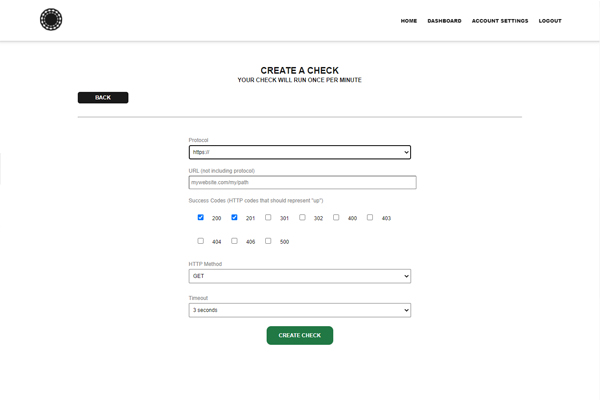 HOME DASHBOARD ACCOUNT SETTINGS LOGOUT
CREATE A CHECK
YOUR CHECK WILL RUN ONCE PER MINUTE
BACK
Protocol
https://
URL (not including protocol)
mywebsite.com/my/path
Success Codes (HTTP codes that should represent "up")
200 201 301 302 400 403
404 406 500
HTTP Method
GET
Timeout
3 seconds
CREATE CHECK